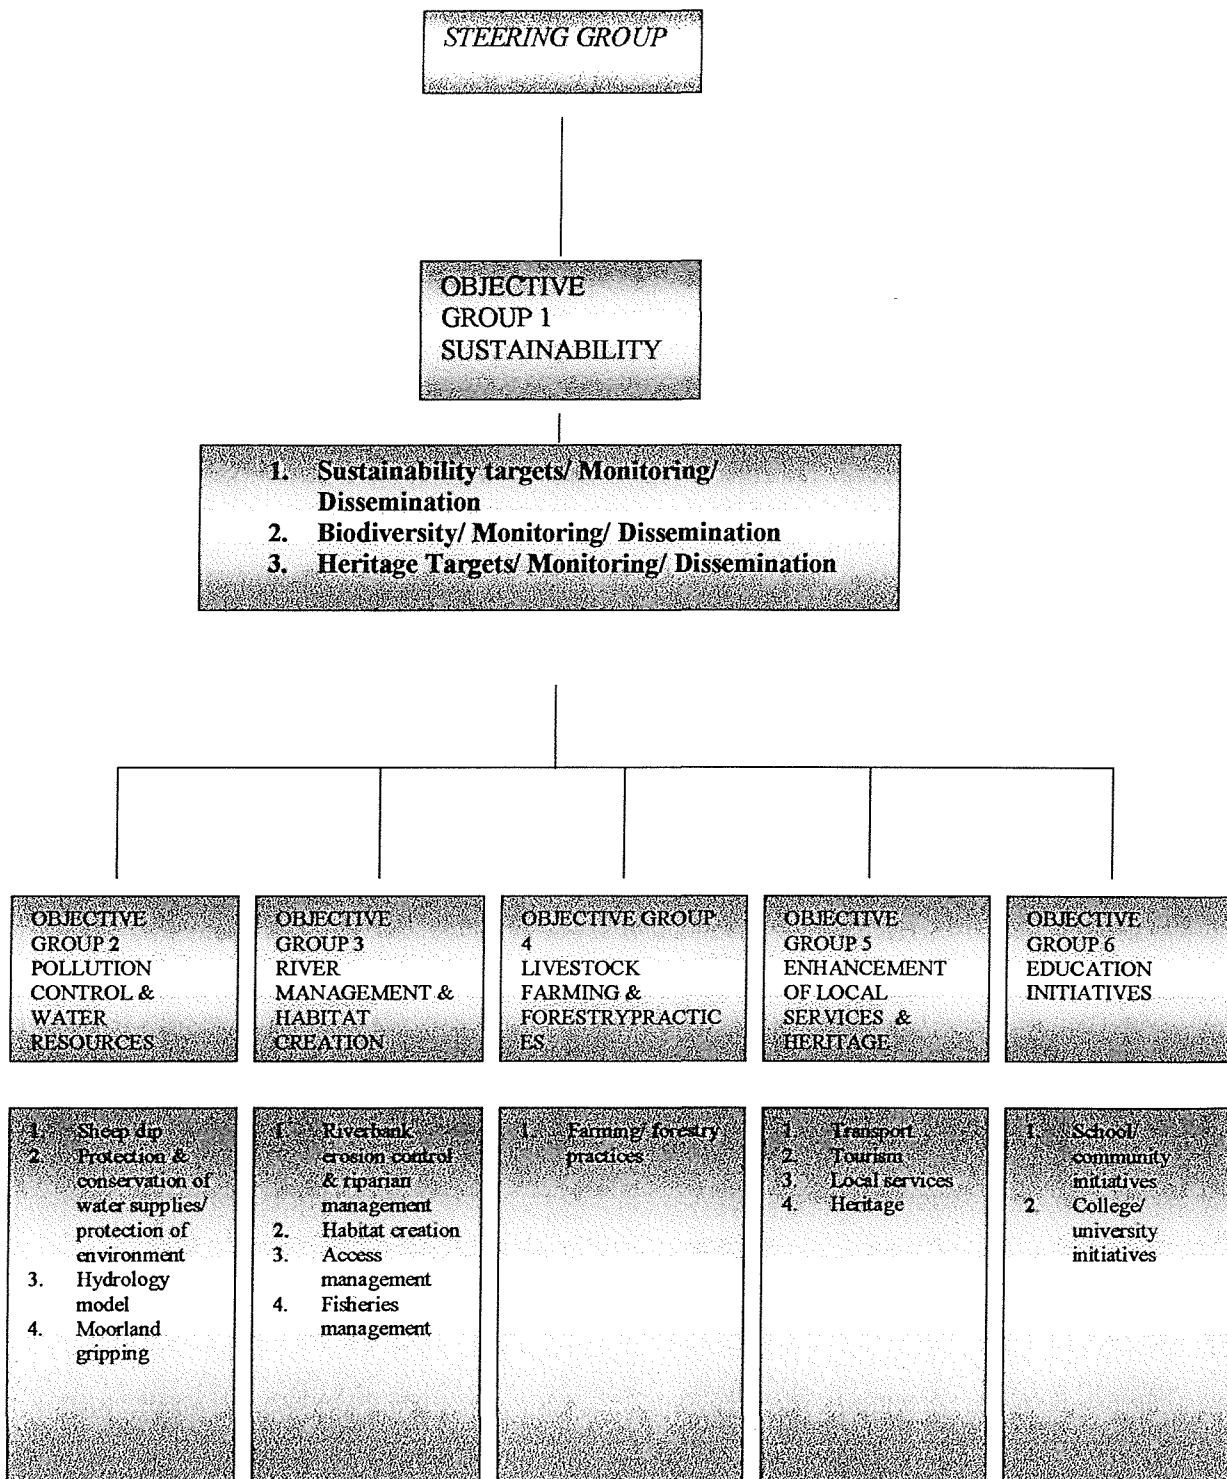 STEERING GROUP
OBJECTIVE
GROUP 1
SUSTAINABILITY
1. Sustainability targets/ Monitoring/
Dissemination
2. Biodiversity/ Monitoring/ Dissemination
3. Heritage Targets/ Monitoring/ Dissemination
OBJECTIVE
GROUP 2
POLLUTION
CONTROL &
WATER
RESOURCES
OBJECTIVE
GROUP 3
RIVER
MANAGEMENT &
HABITAT
CREATION
OBJECTIVE GROUP
4
LIVESTOCK
FARMING &
FORESTRYPRACTIC
ES
OBJECTIVE
GROUP 5
ENHANCEMENT
OF LOCAL
SERVICES &
HERITAGE
OBJECTIVE
GROUP 6
EDUCATION
INITIATIVES
1. Sheep dip
2. Protection &
conservation of
water supplies/
protection of
environment
3. Hydrology
model
4. Moorland
gripping
1. Riverbank
erosion control
& riparian
management
2. Habitat creation
3. Access
management
4. Fisheries
management
1. Farming/ forestry
practices
1. Transport
2. Tourism
3. Local services
4. Heritage
1. School/
community
initiatives
2. College/
university
initiatives